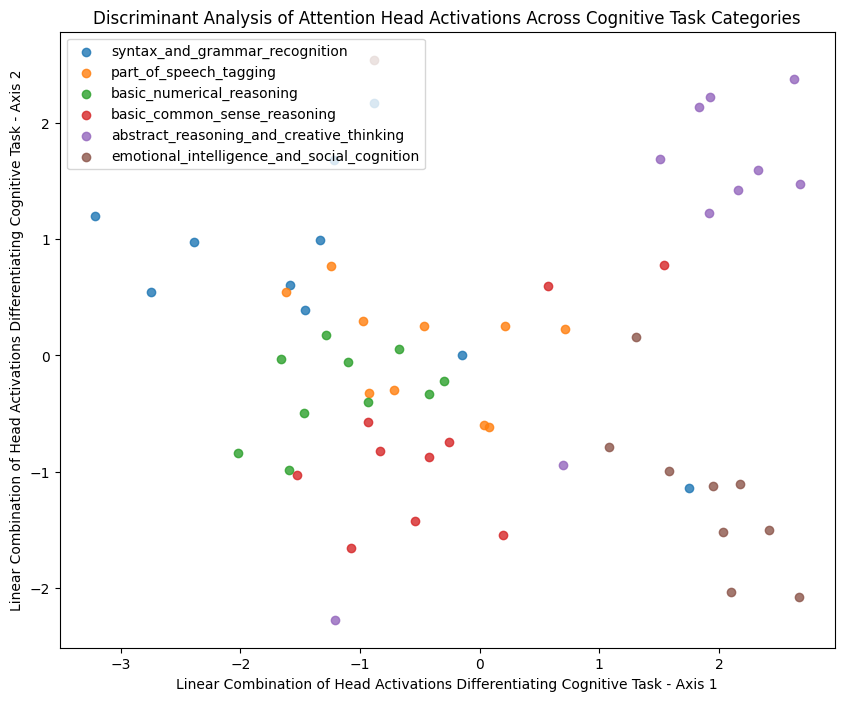 Discriminant Analysis of Attention Head Activations Across Cognitive Task Categories
syntax_and_grammar_recognition
part_of_speech_tagging
basic_numerical_reasoning
basic_common_sense_reasoning
abstract_reasoning_and_creative_thinking
emotional_intelligence_and_social_cognition
Linear Combination of Head Activations Differentiating Cognitive Task - Axis 2
2
1
0
−1
−2
−3
−2
−1
0
1
2
Linear Combination of Head Activations Differentiating Cognitive Task - Axis 1